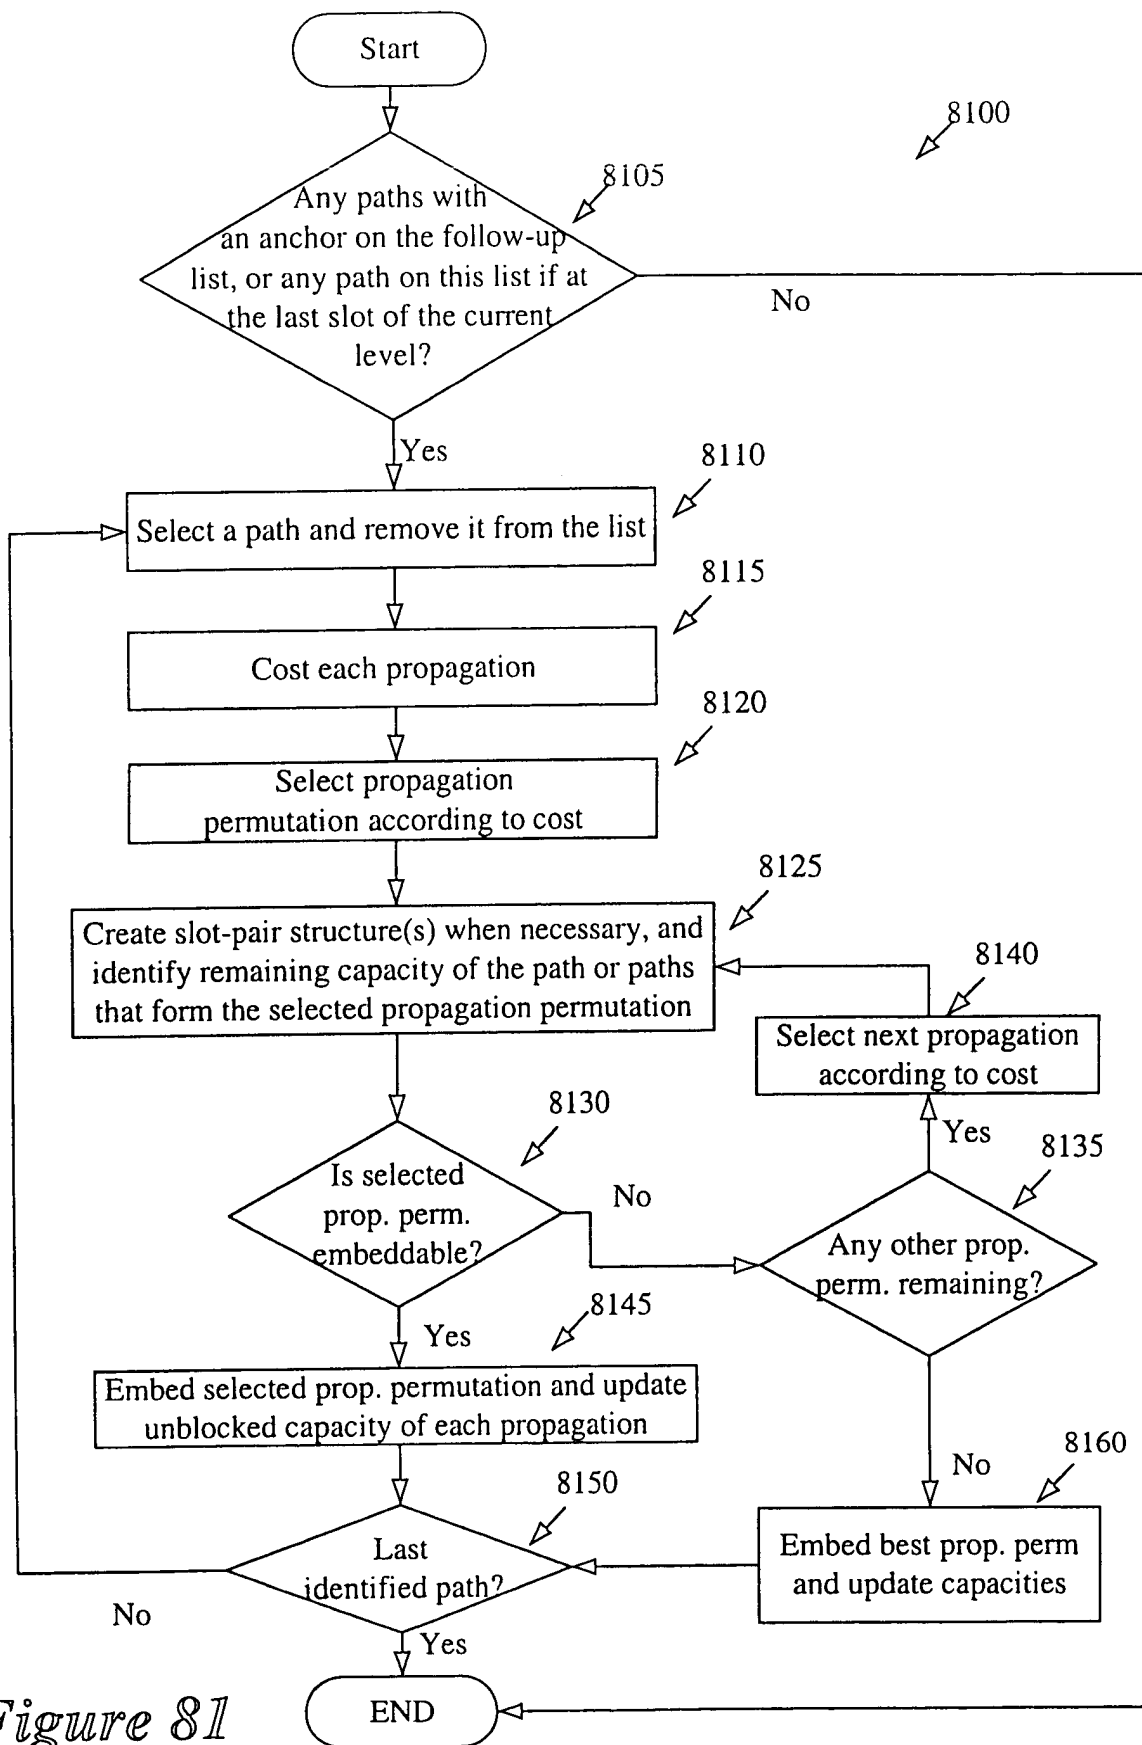 Start
8100
8105
Any paths with
an anchor on the follow-up
list, or any path on this list if at
the last slot of the current
level?
No
Yes
8110
Select a path and remove it from the list
8115
Cost each propagation
8120
Select propagation
permutation according to cost
8125
Create slot-pair structure(s) when necessary, and
identify remaining capacity of the path or paths
that form the selected propagation permutation
8140
Select next propagation
according to cost
Yes
8130
Is selected
prop. perm.
embeddable?
No
8135
Any other prop.
perm. remaining?
Yes
8145
Embed selected prop. permutation and update
unblocked capacity of each propagation
No
8160
Embed best prop. perm
and update capacities
8150
Last
identified path?
No
Yes
END
Figure 81